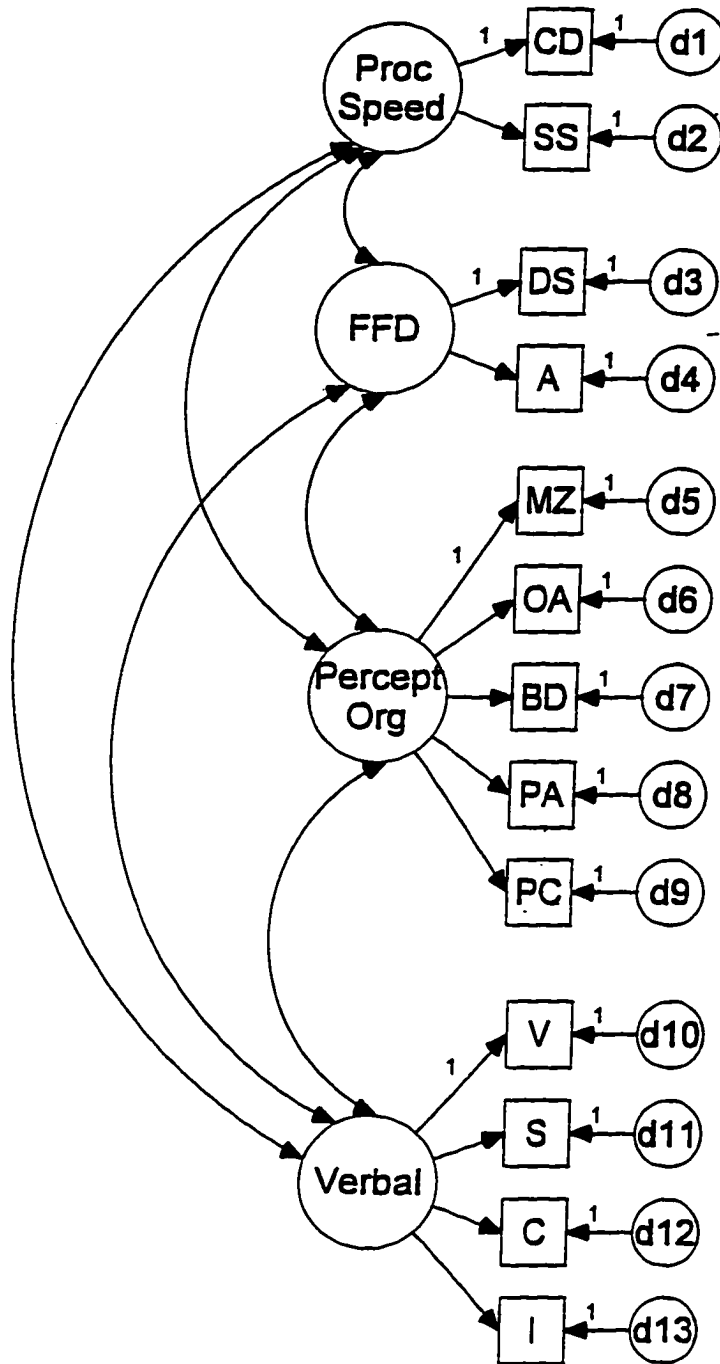 Proc
Speed
1
CD
1
d1
SS
1
d2
FFD
1
DS
1
d3
A
1
d4
Percept
Org
1
MZ
1
d5
OA
1
d6
BD
1
d7
PA
1
d8
PC
1
d9
Verbal
1
V
1
d10
S
1
d11
C
1
d12
I
1
d13